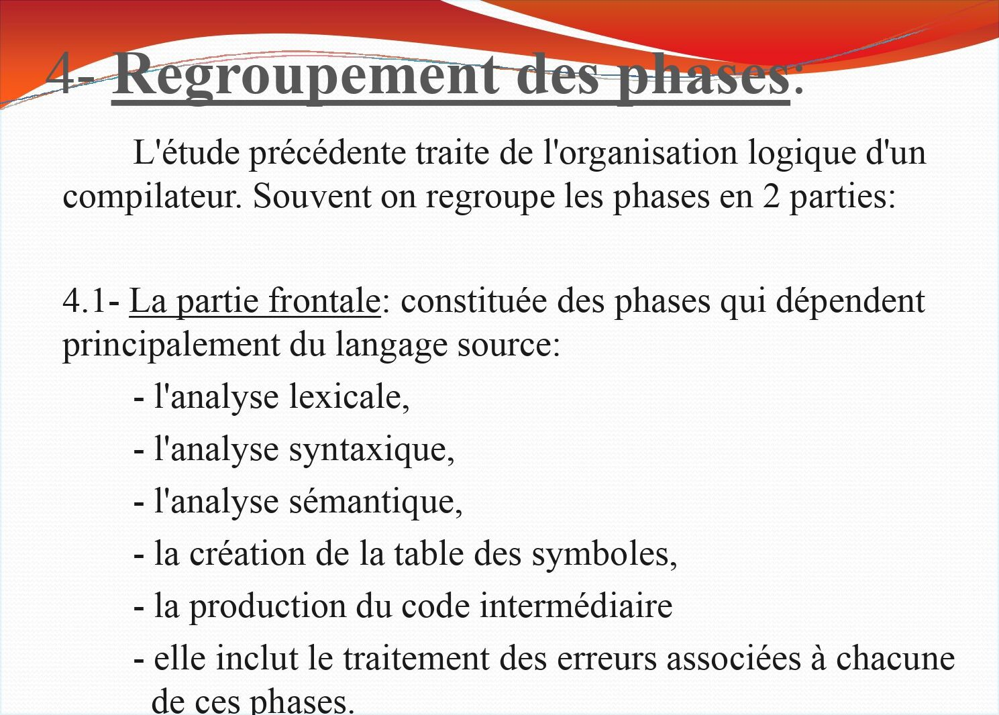 4- Regroupement des phases:
L'étude précédente traite de l'organisation logique d'un
compilateur. Souvent on regroupe les phases en 2 parties:
4.1- La partie frontale: constituée des phases qui dépendent
principalement du langage source:
- l'analyse lexicale,
- l'analyse syntaxique,
- l'analyse sémantique,
- la création de la table des symboles,
- la production du code intermédiaire
- elle inclut le traitement des erreurs associées à chacune
de ces phases.